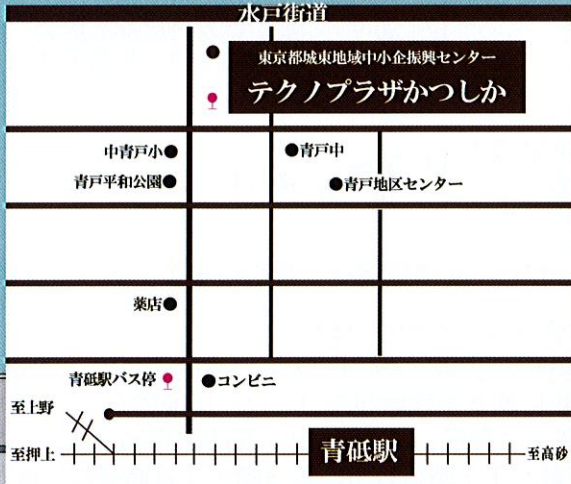 水戸街道
東京都城東地域中小企振興センター
テクノプラザかつしか
中青戸小
青戸中
青戸平和公園
青戸地区センター
薬店
青砥駅バス停
コンビニ
至上野
至押上
青砥駅
至高砂